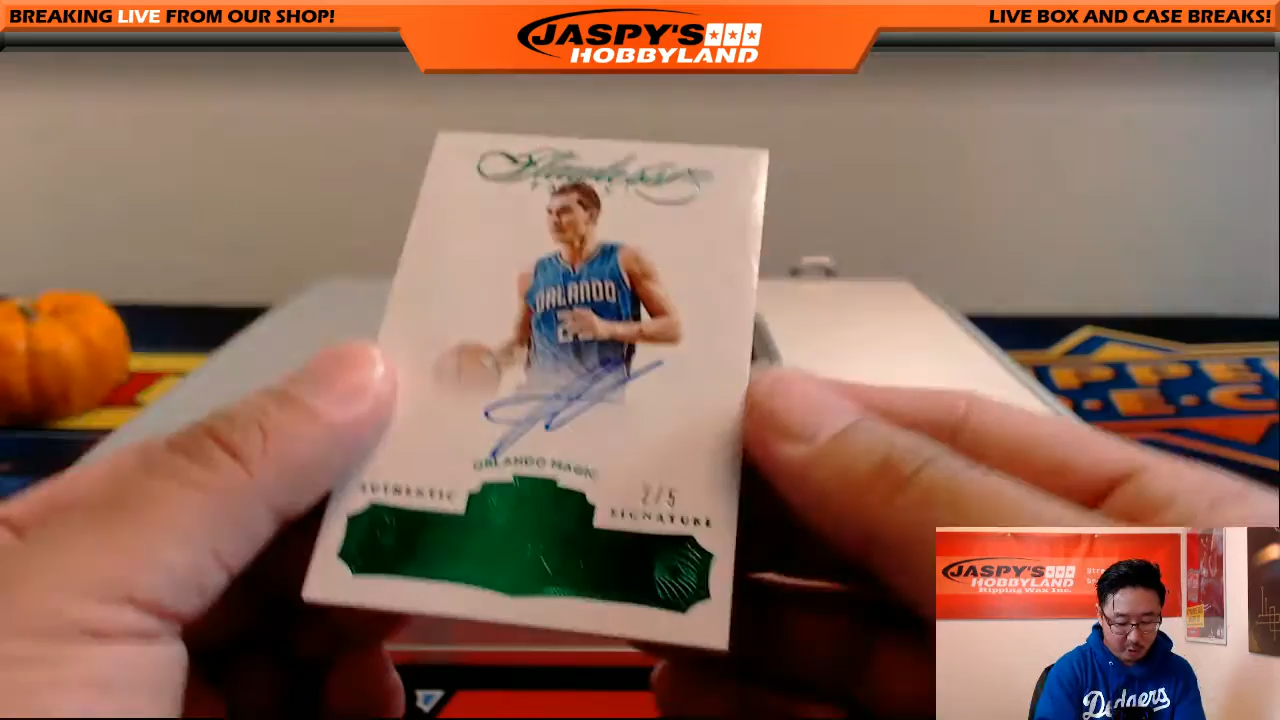 BREAKING LIVE FROM OUR SHOP!
JASPY'S
HOBBYLAND
LIVE BOX AND CASE BREAKS!
Flawless
ORLANDO
ORLANDO MAGIC
AUTHENTIC
2/5
SIGNATURE
JASPY'S
HOBBYLAND
Ripping Wax Inc.
Dodgers